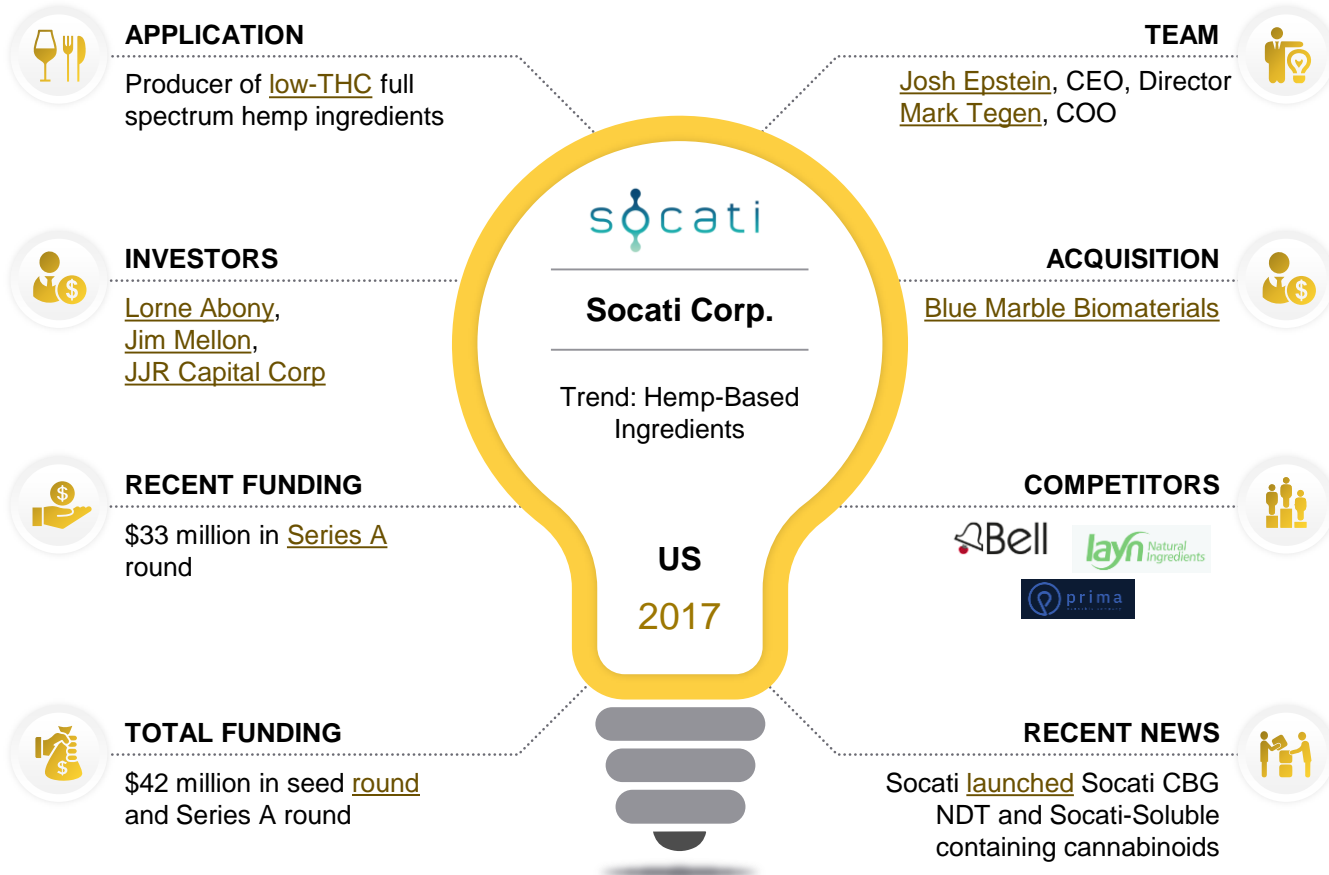 APPLICATION
Producer of low-THC full
spectrum hemp ingredients
INVESTORS
Lorne Abony,
Jim Mellon,
JJR Capital Corp
RECENT FUNDING
$33 million in Series A
round
TOTAL FUNDING
$42 million in seed round
and Series A round
socati
Socati Corp.
Trend: Hemp-Based
Ingredients
US
2017
TEAM
Josh Epstein, CEO, Director
Mark Tegen, COO
ACQUISITION
Blue Marble Biomaterials
COMPETITORS
Bell
layn Natural
Ingredients
prima
RECENT NEWS
Socati launched Socati CBG
NDT and Socati-Soluble
containing cannabinoids